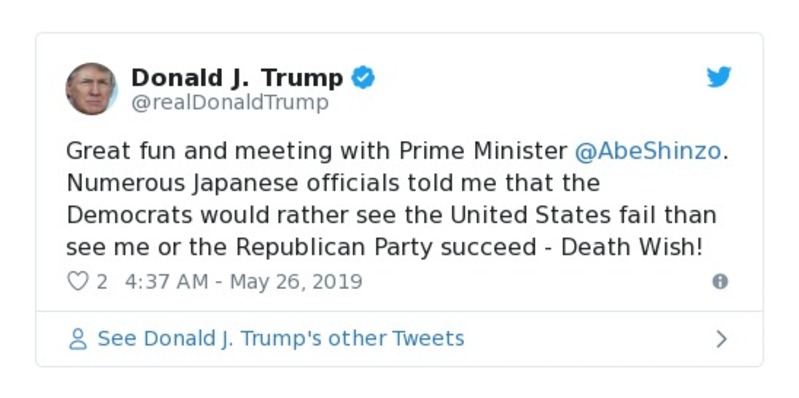 Donald J. Trump
@realDonaldTrump
Great fun and meeting with Prime Minister @AbeShinzo.
Numerous Japanese officials told me that the
Democrats would rather see the United States fail than
see me or the Republican Party succeed - Death Wish!
2 4:37 AM - May 26, 2019
See Donald J. Trump's other Tweets